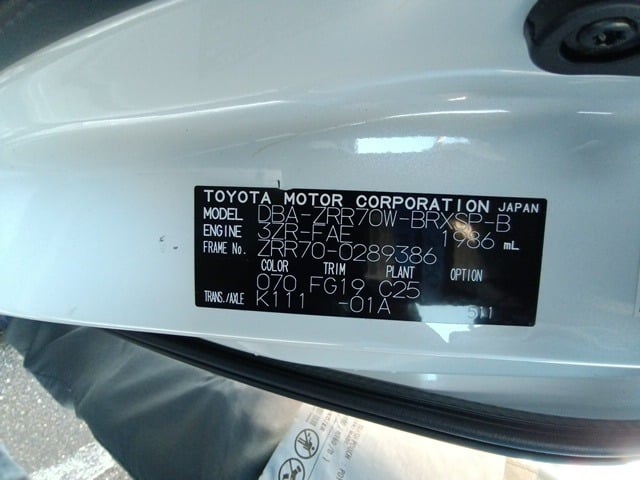 TOYOTA MOTOR CORPORATION JAPAN
MODEL DBA-ZRR70W-BRXSP-B
ENGINE 3ZR-FAE 1986 mL
FRAME No. ZRR70-0289386
COLOR TRIM PLANT OPTION
070 FG19 C25
TRANS./AXLE K111 -01A 511